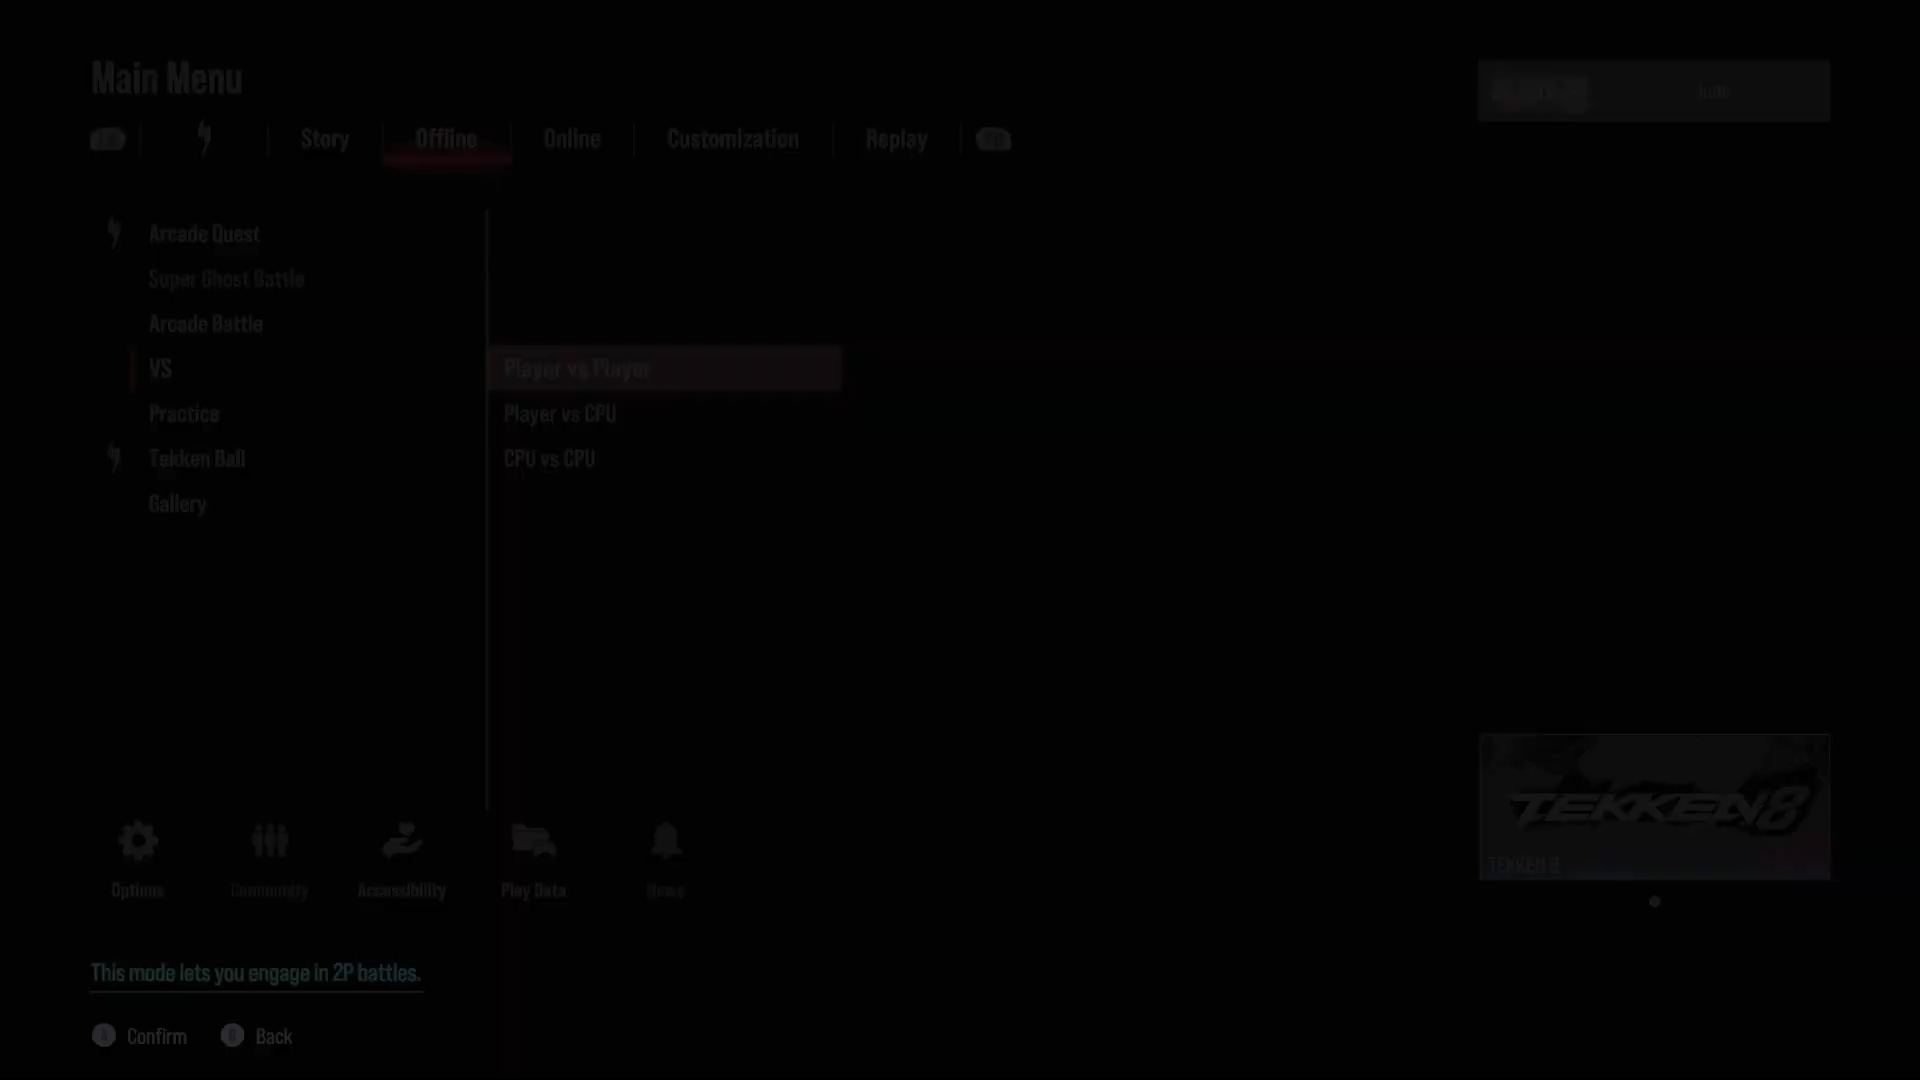 Main Menu
Story
Offline
Online
Customization
Replay
Arcade Quest
Super Ghost Battle
Arcade Battle
VS
Practice
Tekken Ball
Gallery
Player vs Player
Player vs CPU
CPU vs CPU
TEKKEN8
TEKKEN 8
Options
Community
Accessibility
Play Data
News
This mode lets you engage in 2P battles.
A Confirm
B Back